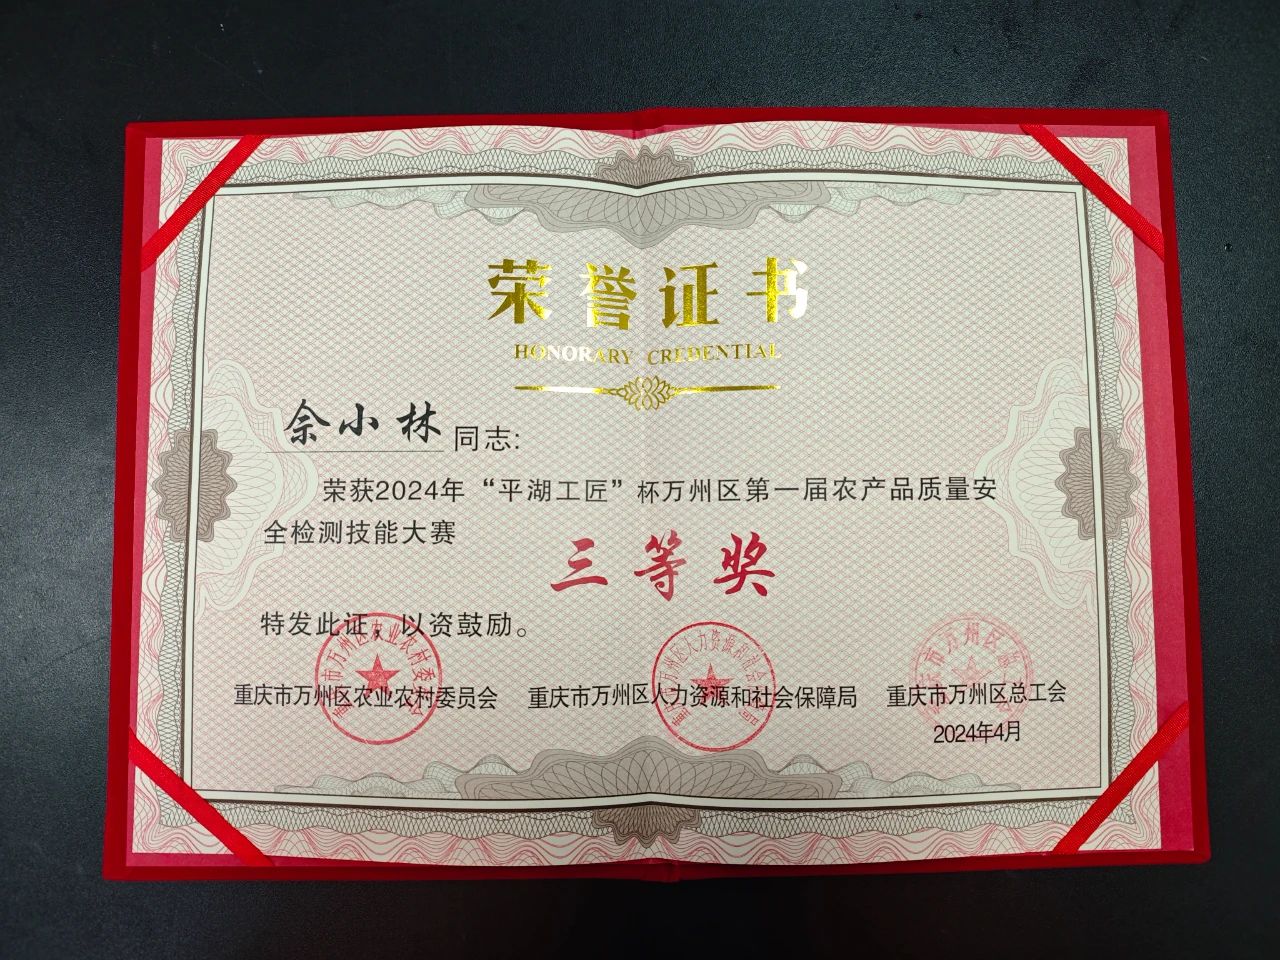 荣誉证书
HONORARY CREDENTIAL
佘小林 同志:
荣获2024年“平湖工匠”杯万州区第一届农产品质量安
全检测技能大赛
三等奖
特发此证，以资鼓励。
重庆市万州区农业农村委员会 重庆市万州区人力资源和社会保障局 重庆市万州区总工会
2024年4月